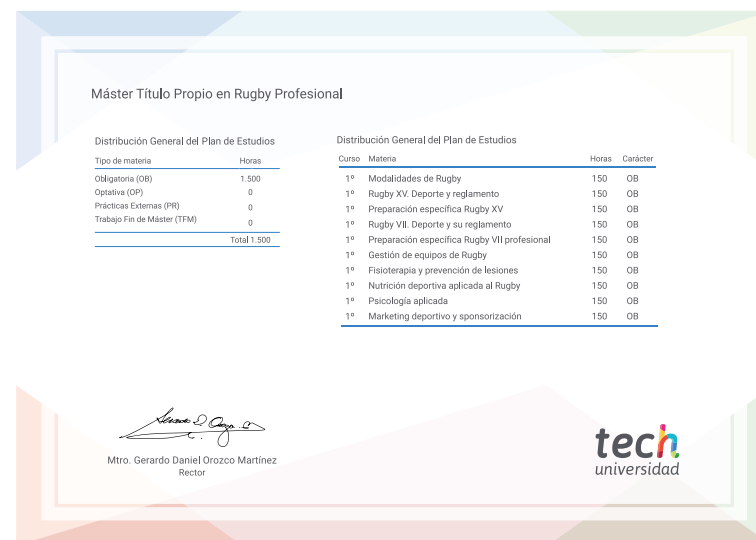 Máster Título Propio en Rugby Profesional
Distribución General del Plan de Estudios
Tipo de materia Horas
Obligatoria (OB) 1.500
Optativa (OP) 0
Prácticas Externas (PR) 0
Trabajo Fin de Máster (TFM) 0
Total 1.500
Distribución General del Plan de Estudios
Curso Materia Horas Carácter
1º Modalidades de Rugby 150 OB
1º Rugby XV. Deporte y reglamento 150 OB
1º Preparación específica Rugby XV 150 OB
1º Rugby VII. Deporte y su reglamento 150 OB
1º Preparación específica Rugby VII profesional 150 OB
1º Gestión de equipos de Rugby 150 OB
1º Fisioterapia y prevención de lesiones 150 OB
1º Nutrición deportiva aplicada al Rugby 150 OB
1º Psicología aplicada 150 OB
1º Marketing deportivo y sponsorización 150 OB
Mtro. Gerardo Daniel Orozco Martínez
Rector
tech
universidad